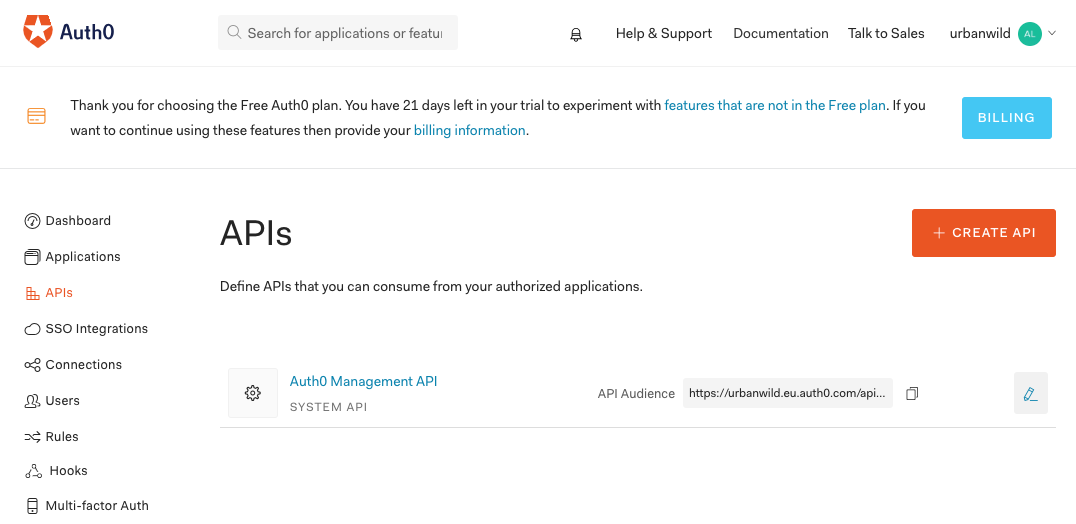 Auth0
Search for applications or featur
Help & Support
Documentation
Talk to Sales
urbanwild
AL
Thank you for choosing the Free Auth0 plan. You have 21 days left in your trial to experiment with features that are not in the Free plan. If you
want to continue using these features then provide your billing information.
BILLING
Dashboard
Applications
APIs
SSO Integrations
Connections
Users
Rules
Hooks
Multi-factor Auth
APIs
+ CREATE API
Define APIs that you can consume from your authorized applications.
Auth0 Management API
SYSTEM API
API Audience
https://urbanwild.eu.auth0.com/api...